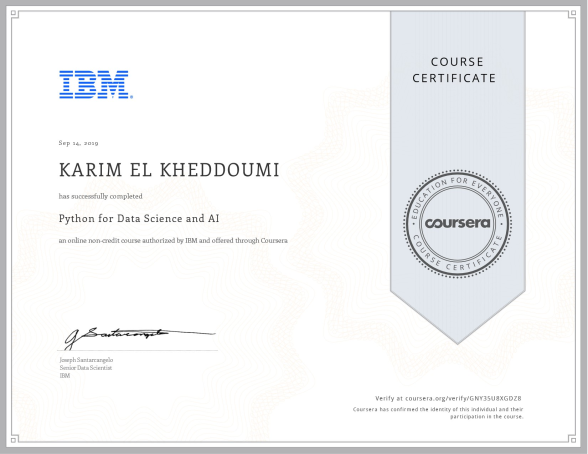 COURSE
CERTIFICATE
IBM®
Sep 14, 2019
KARIM EL KHEDDOUMI
has successfully completed
Python for Data Science and AI
an online non-credit course authorized by IBM and offered through Coursera
EDUCATION FOR EVERYONE
coursera
COURSE CERTIFICATE
J Santarcangelo
Joseph Santarcangelo
Senior Data Scientist
IBM
Verify at coursera.org/verify/GNY35U8XGDZ8
Coursera has confirmed the identity of this individual and their
participation in the course.